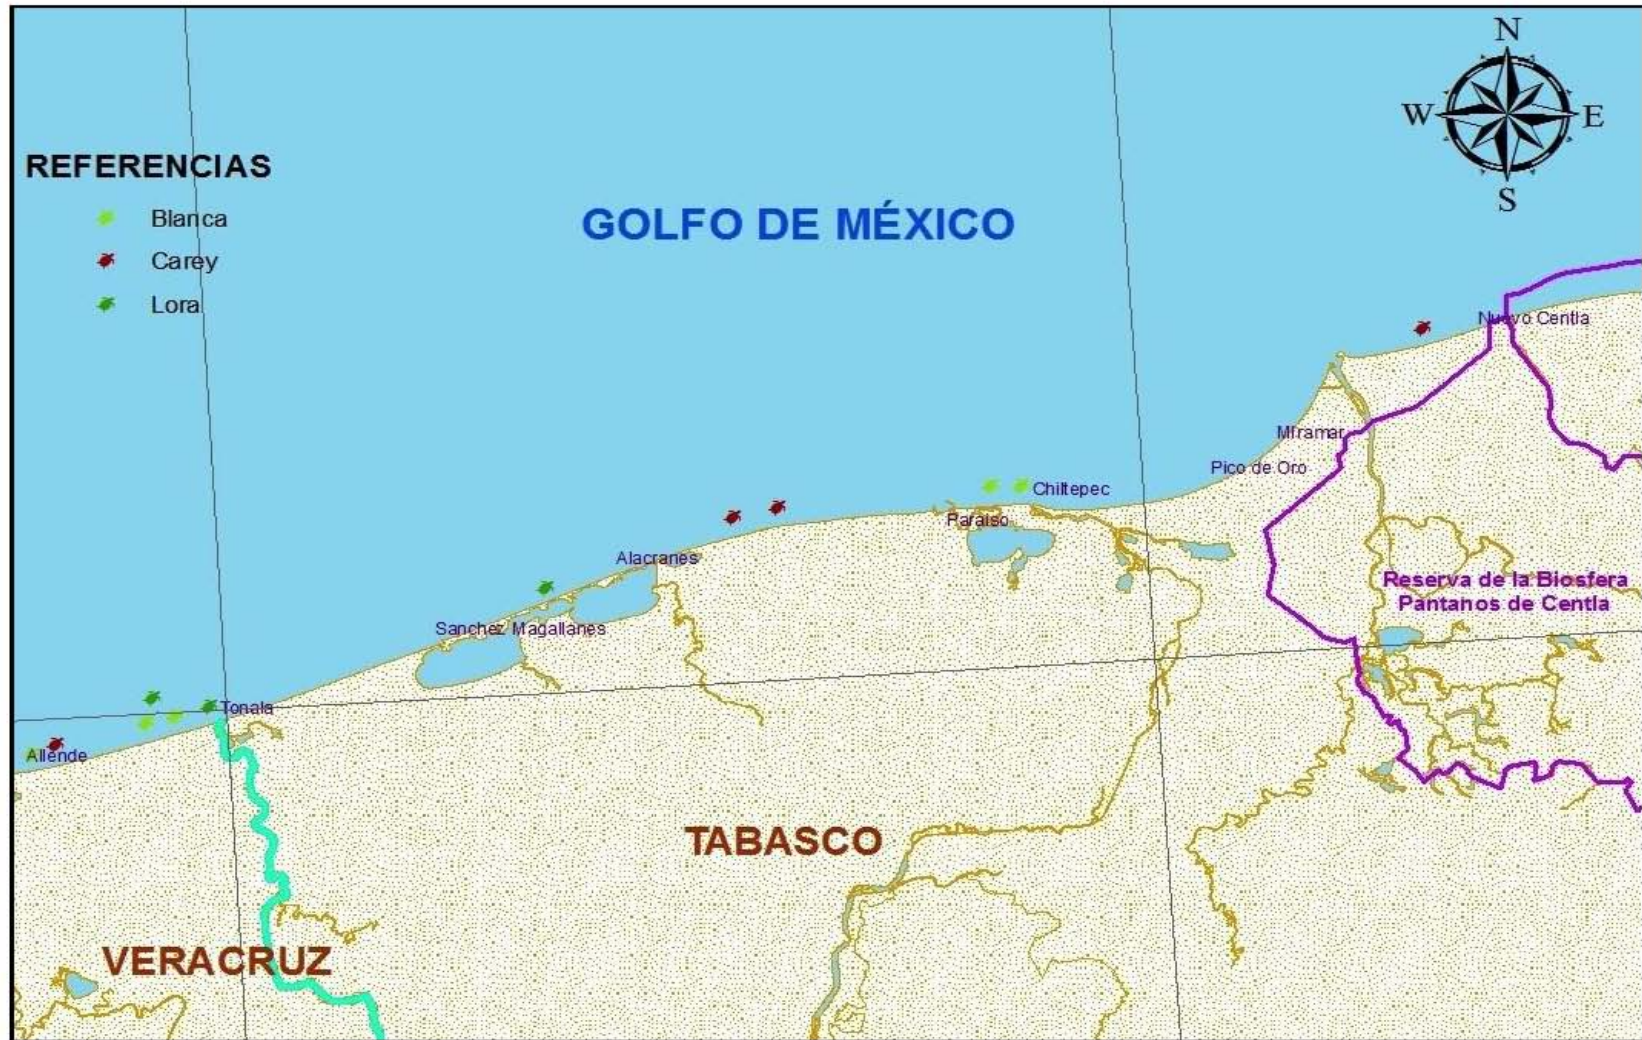 N
W E
S
REFERENCIAS
Blanca
Carey
Lora
GOLFO DE MÉXICO
Nuevo Centla
Miramar
Pico de Oro
Chiltepec
Paraiso
Alacranes
Reserva de la Biosfera
Pantanos de Centla
Sanchez Magallanes
Tonala
Allende
TABASCO
VERACRUZ